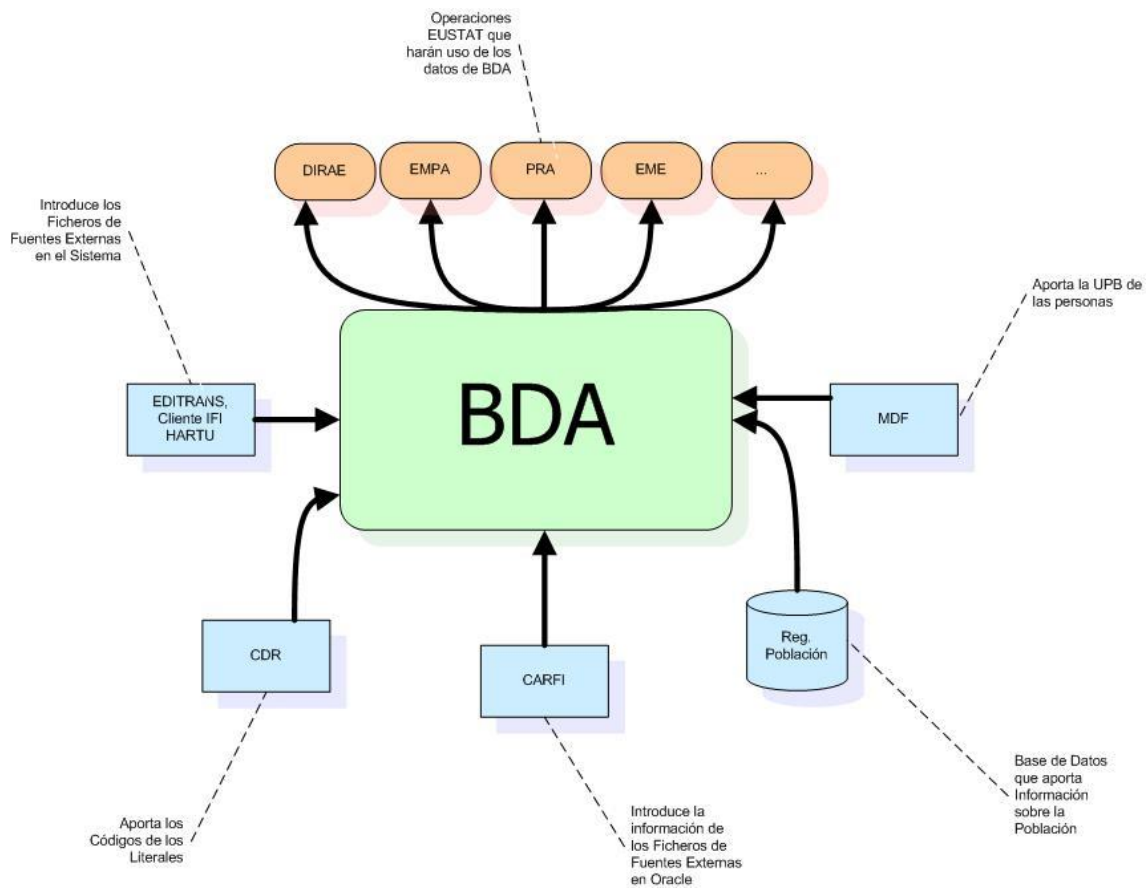 Operaciones
EUSTAT que
harán uso de los
datos de BDA
DIRAE
EMPA
PRA
EME
...
Introduce los
Ficheros de
Fuentes Externas
en el Sistema
Aporta la UPB de
las personas
EDITRANS,
Cliente IFI
HARTU
BDA
MDF
CDR
CARFI
Reg.
Población
Aporta los
Códigos de los
Literales
Introduce la
información de
los Ficheros de
Fuentes Externas
en Oracle
Base de Datos
que aporta
Información
sobre la
Población